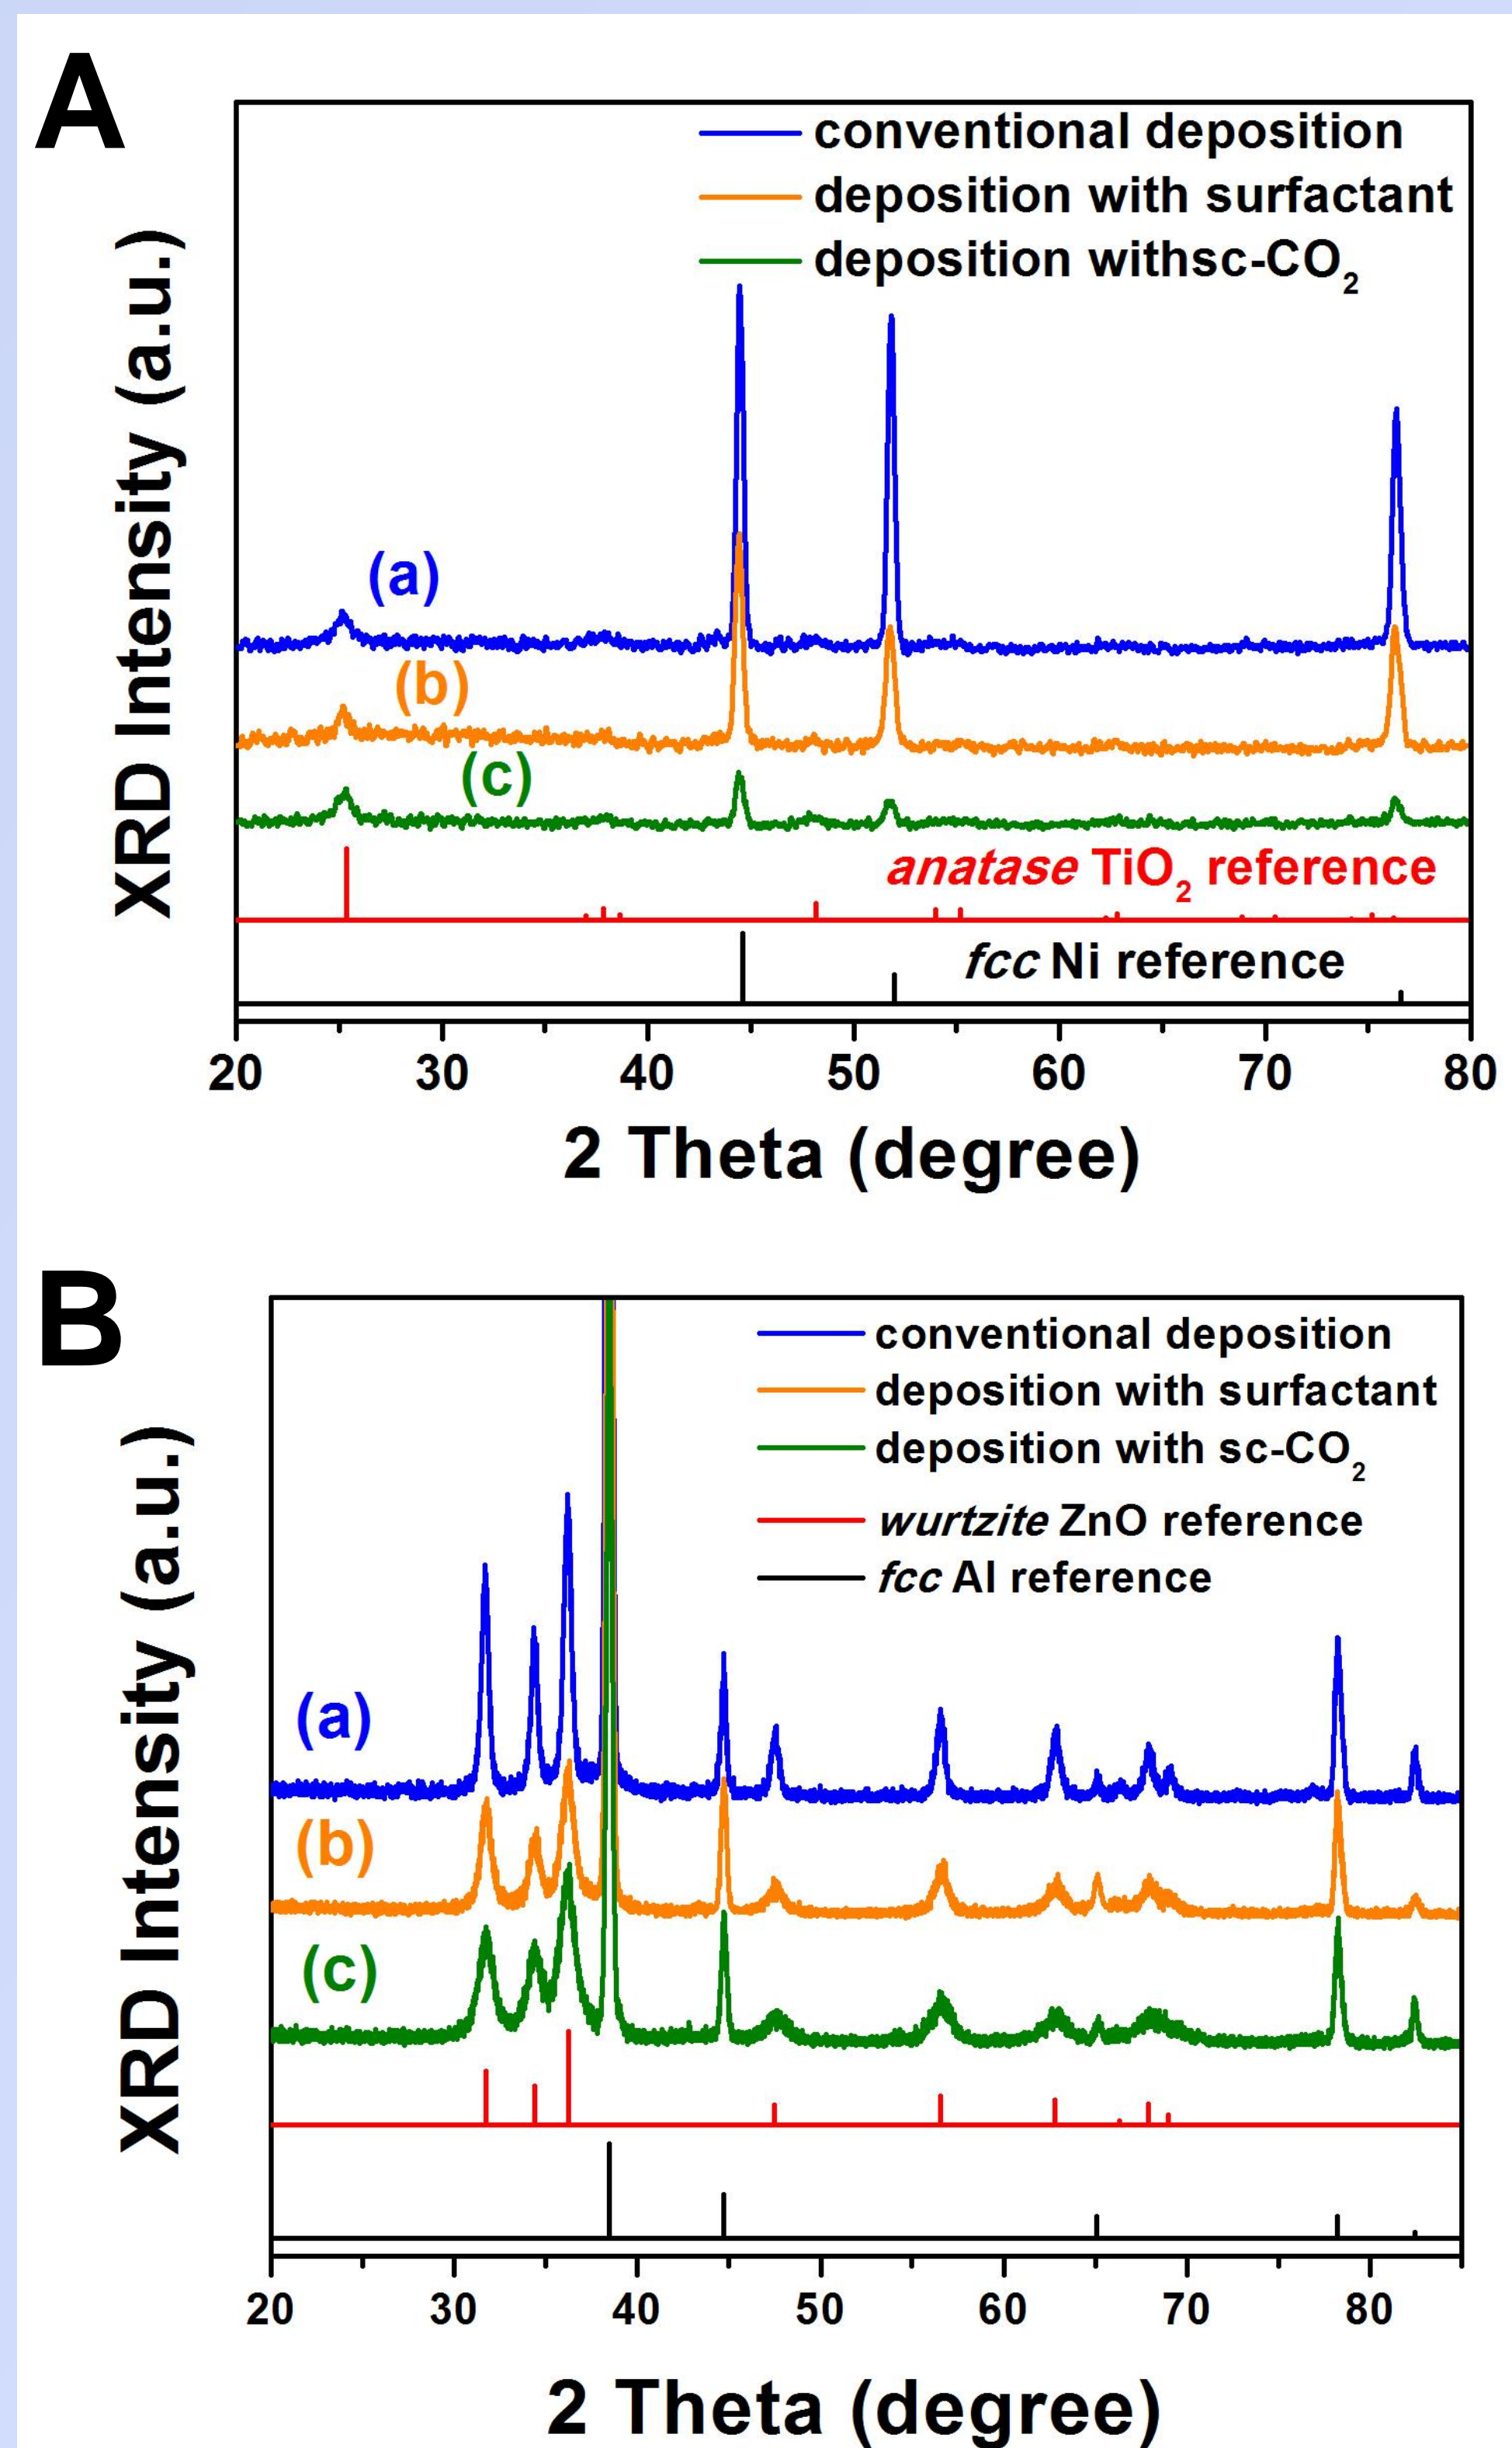 A
conventional deposition
deposition with surfactant
deposition withsc-CO2
XRD Intensity (a.u.)
(a)
(b)
(c)
anatase TiO2 reference
fcc Ni reference
20 30 40 50 60 70 80
2 Theta (degree)
B
conventional deposition
deposition with surfactant
deposition with sc-CO2
wurtzite ZnO reference
fcc Al reference
XRD Intensity (a.u.)
(a)
(b)
(c)
20 30 40 50 60 70 80
2 Theta (degree)